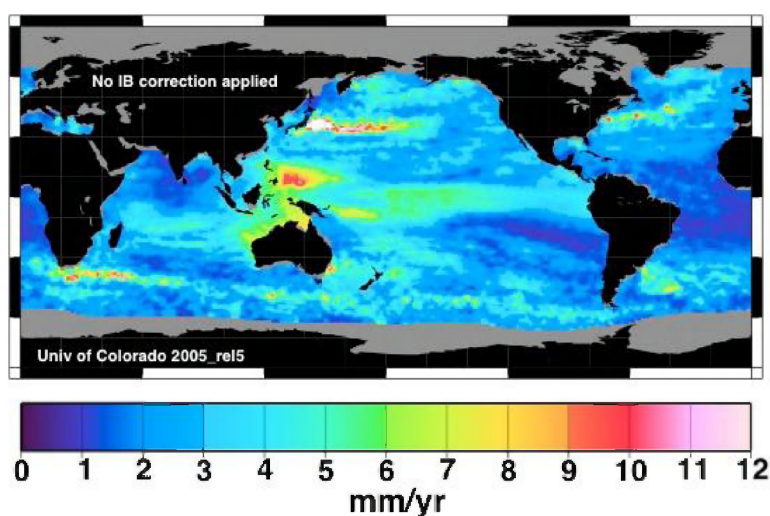 No IB correction applied
Univ of Colorado 2005_rel5
0 1 2 3 4 5 6 7 8 9 10 11 12
mm/yr